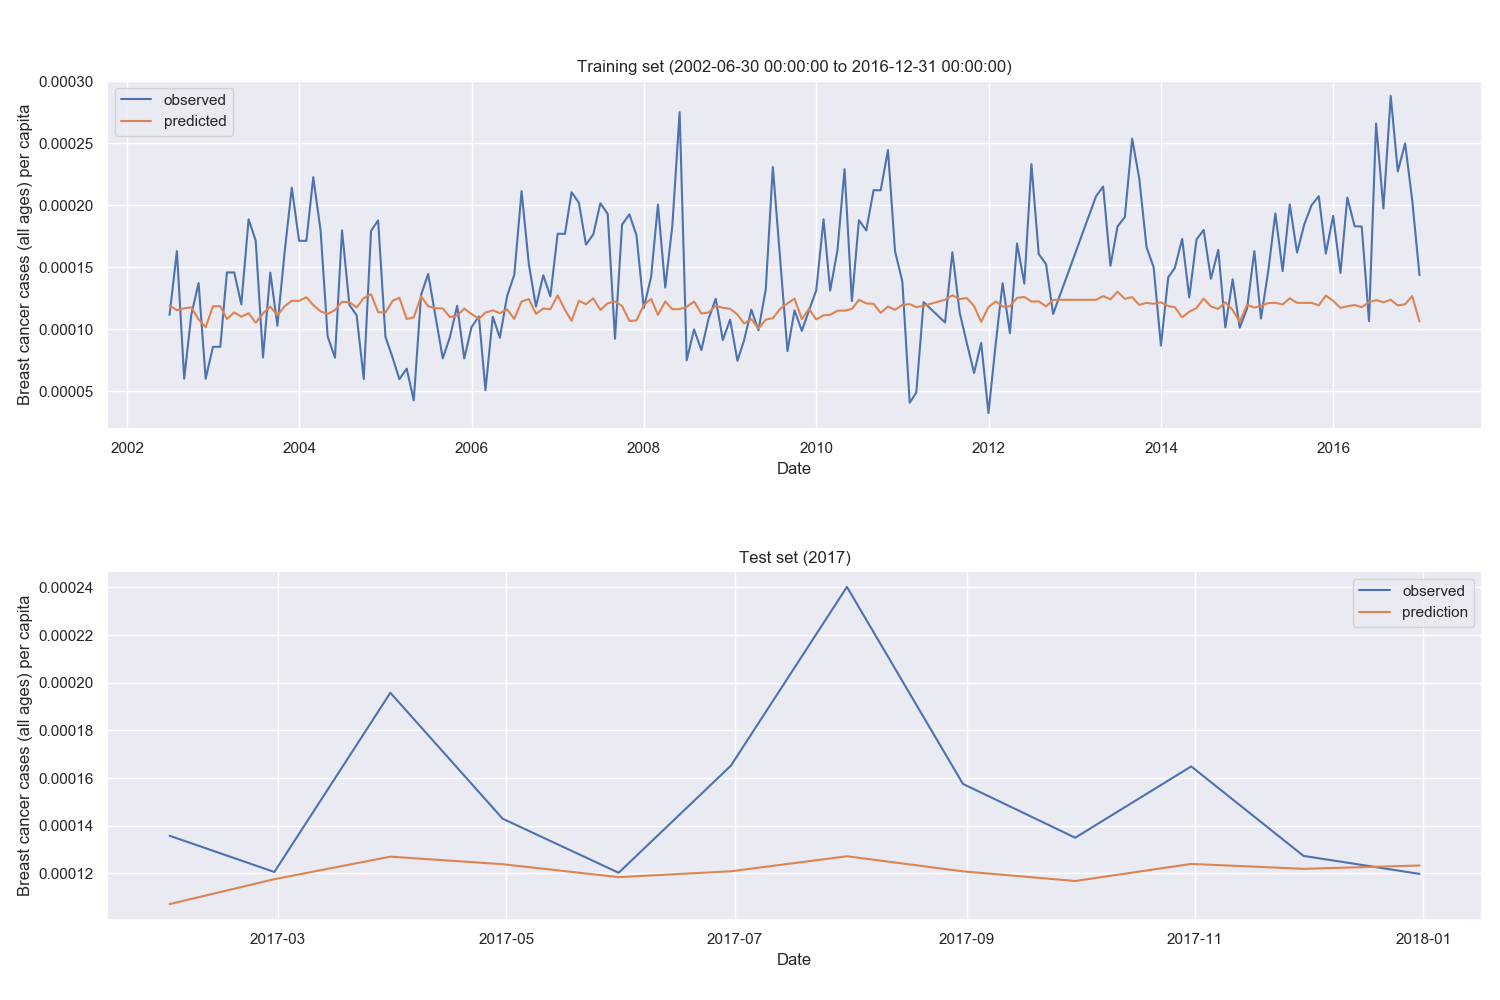 Training set (2002-06-30 00:00:00 to 2016-12-31 00:00:00)
observed
predicted
Breast cancer cases (all ages) per capita
0.00030
0.00025
0.00020
0.00015
0.00010
0.00005
2002
2004
2006
2008
2010
2012
2014
2016
Date
Test set (2017)
observed
prediction
Breast cancer cases (all ages) per capita
0.00024
0.00022
0.00020
0.00018
0.00016
0.00014
0.00012
2017-03
2017-05
2017-07
2017-09
2017-11
2018-01
Date